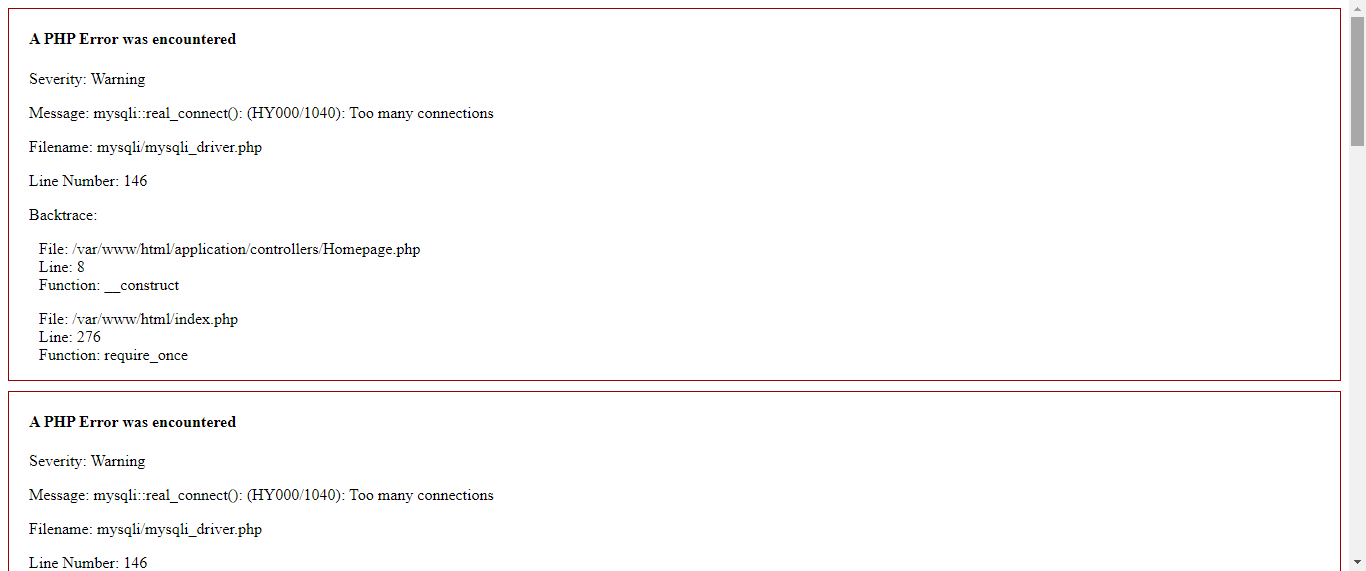 A PHP Error was encountered
Severity: Warning
Message: mysqli::real_connect(): (HY000/1040): Too many connections
Filename: mysqli/mysqli_driver.php
Line Number: 146
Backtrace:
File: /var/www/html/application/controllers/Homepage.php
Line: 8
Function: __construct
File: /var/www/html/index.php
Line: 276
Function: require_once
A PHP Error was encountered
Severity: Warning
Message: mysqli::real_connect(): (HY000/1040): Too many connections
Filename: mysqli/mysqli_driver.php
Line Number: 146